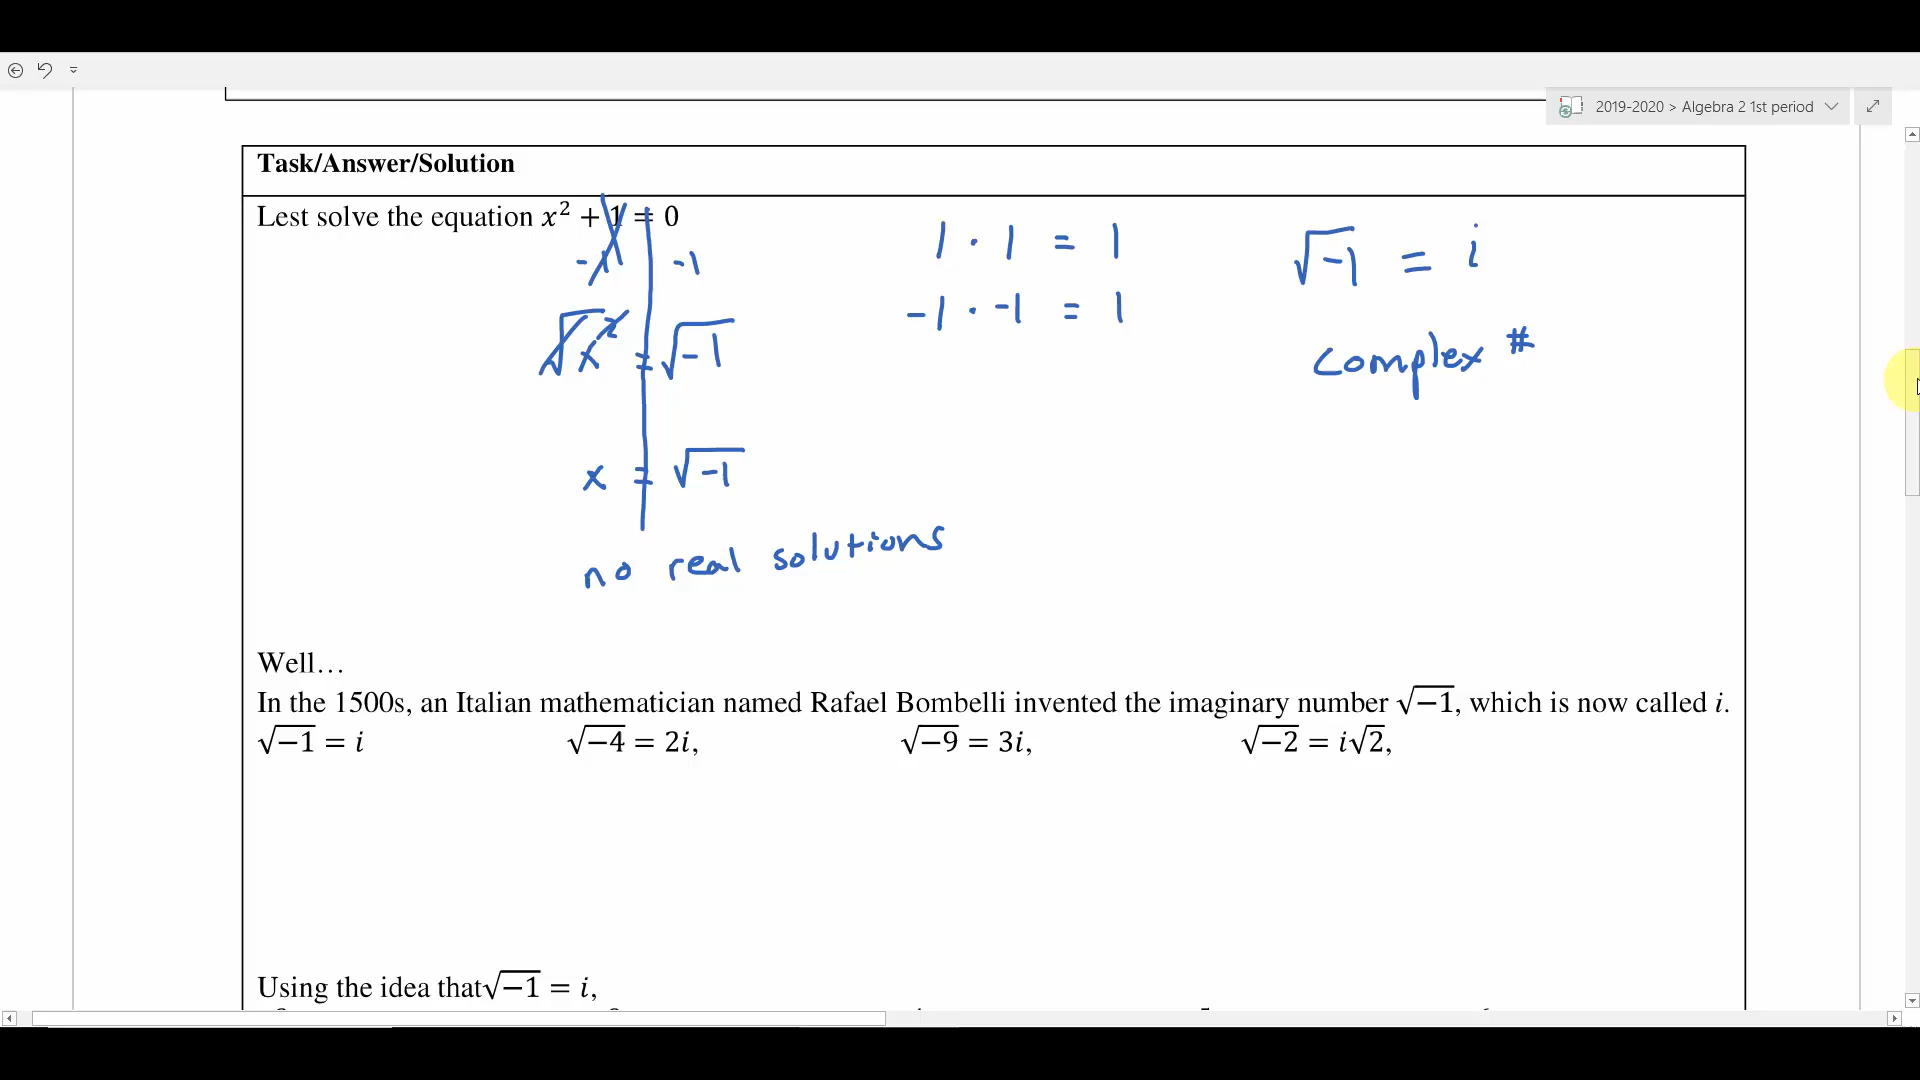 2019-2020 > Algebra 2 1st period
Task/Answer/Solution
Lest solve the equation x² + 1 = 0
-1 -1
√x² = √-1
x = √-1
no real solutions
1 · 1 = 1
-1 · -1 = 1
√-1 = i
complex #
Well…
In the 1500s, an Italian mathematician named Rafael Bombelli invented the imaginary number √−1, which is now called i.
√−1 = i √−4 = 2i, √−9 = 3i, √−2 = i√2,
Using the idea that√−1 = i,